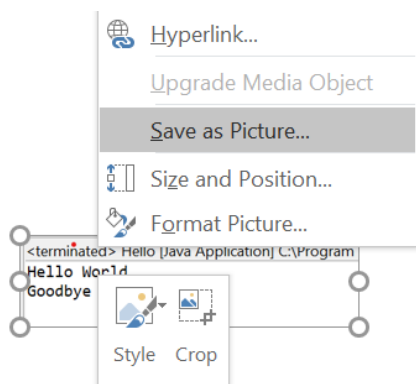 Hyperlink...
Upgrade Media Object
Save as Picture...
Size and Position...
Format Picture...
<terminated> Hello [Java Application] C:\Program
Hello World
Goodbye
Style Crop